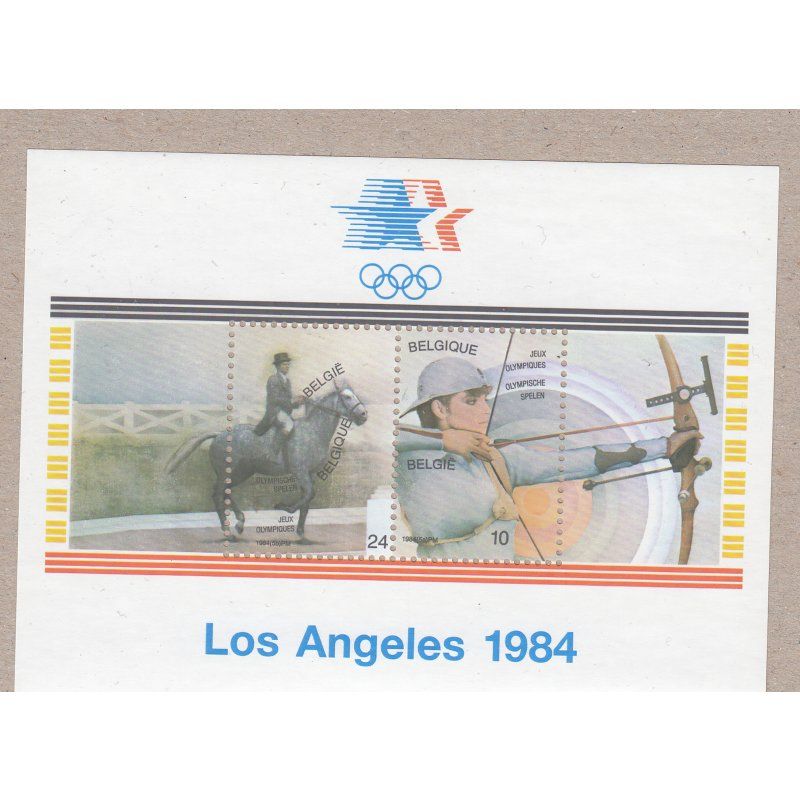 BELGIË
BELGIQUE
OLYMPISCHE
SPELEN
JEUX
OLYMPIQUES
24
BELGIQUE
JEUX
OLYMPIQUES
OLYMPISCHE
SPELEN
BELGIË
10
Los Angeles 1984